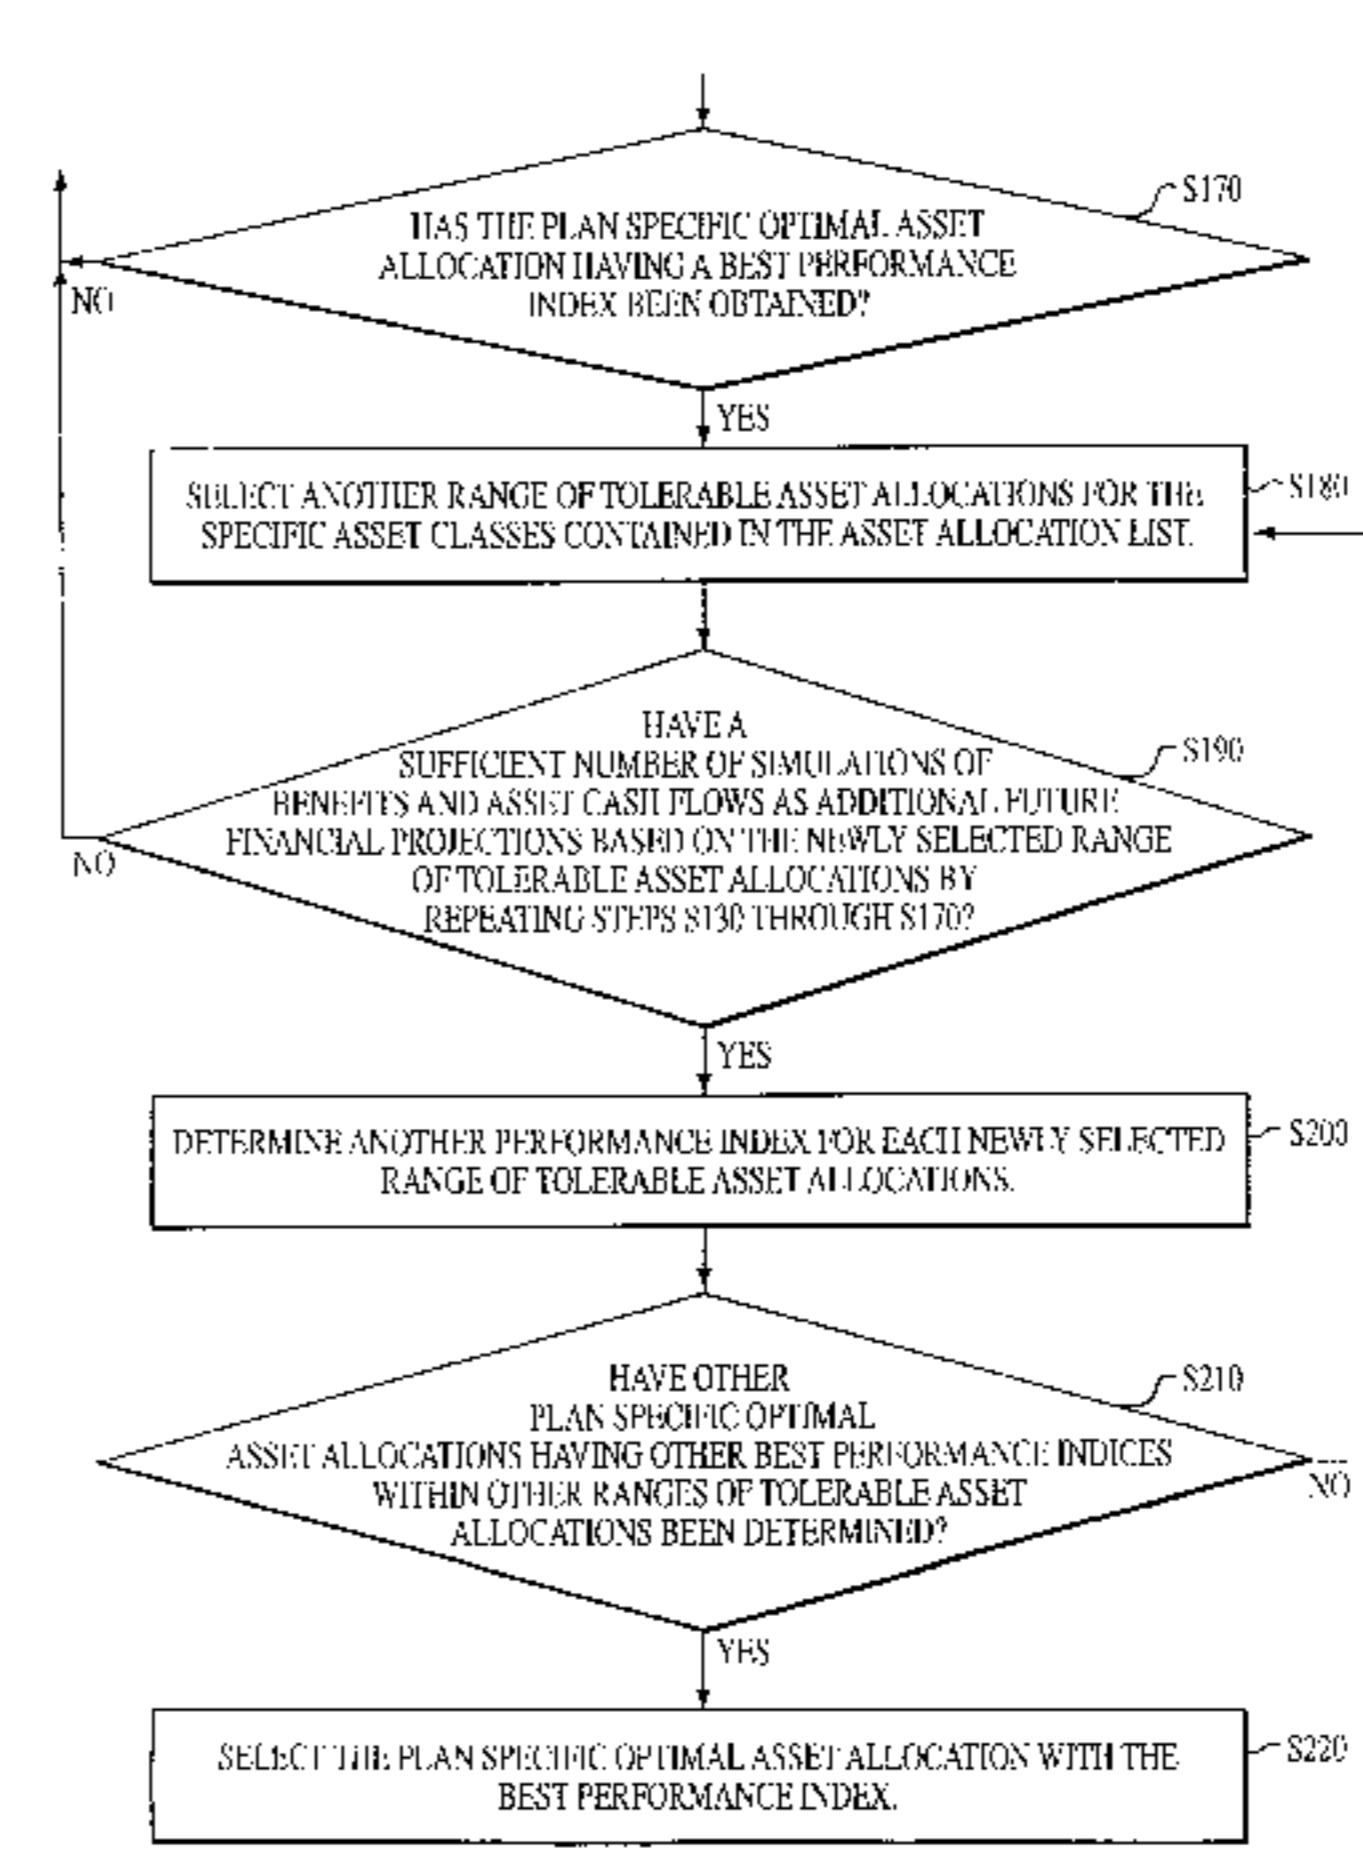 S170
HAS THE PLAN SPECIFIC OPTIMAL ASSET
ALLOCATION HAVING A BEST PERFORMANCE
INDEX BEEN OBTAINED?
NO
YES
SELECT ANOTHER RANGE OF TOLERABLE ASSET ALLOCATIONS FOR THE
SPECIFIC ASSET CLASSES CONTAINED IN THE ASSET ALLOCATION LIST.
S180
HAVE A
SUFFICIENT NUMBER OF SIMULATIONS OF
BENEFITS AND ASSET CASH FLOWS AS ADDITIONAL FUTURE
FINANCIAL PROJECTIONS BASED ON THE NEWLY SELECTED RANGE
OF TOLERABLE ASSET ALLOCATIONS BY
REPEATING STEPS S130 THROUGH S170?
S190
NO
YES
DETERMINE ANOTHER PERFORMANCE INDEX FOR EACH NEWLY SELECTED
RANGE OF TOLERABLE ASSET ALLOCATIONS.
S200
HAVE OTHER
PLAN SPECIFIC OPTIMAL
ASSET ALLOCATIONS HAVING OTHER BEST PERFORMANCE INDICES
WITHIN OTHER RANGES OF TOLERABLE ASSET
ALLOCATIONS BEEN DETERMINED?
S210
NO
YES
SELECT THE PLAN SPECIFIC OPTIMAL ASSET ALLOCATION WITH THE
BEST PERFORMANCE INDEX.
S220